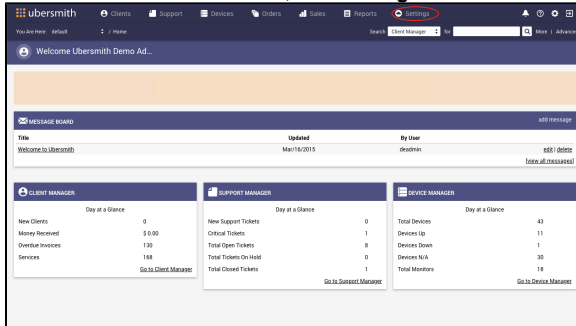 ubersmith Clients Support Devices Orders Sales Reports Settings
You Are Here: default / Home Search Client Manager for More | Advance
Welcome Ubersmith Demo Ad...
MESSAGE BOARD add message
Title Updated By User
Welcome to Ubersmith Mar/16/2015 deadmin edit | delete
[view all messages]
CLIENT MANAGER SUPPORT MANAGER DEVICE MANAGER
Day at a Glance Day at a Glance Day at a Glance
New Clients 0 New Support Tickets 0 Total Devices 43
Money Received $ 0.00 Critical Tickets 1 Devices Up 11
Overdue Invoices 130 Total Open Tickets 8 Devices Down 1
Services 168 Total Tickets On Hold 0 Devices N/A 30
Go to Client Manager Total Closed Tickets 1 Total Monitors 18
Go to Support Manager Go to Device Manager